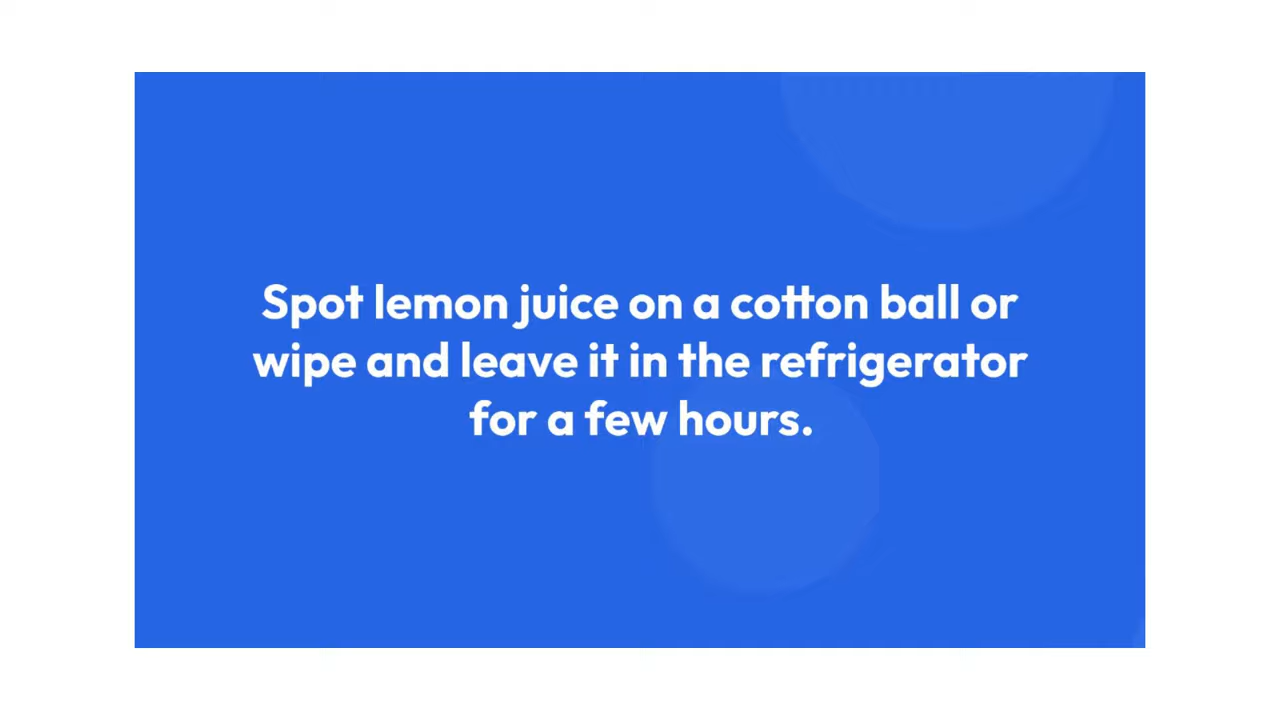 Spot lemon juice on a cotton ball or
wipe and leave it in the refrigerator
for a few hours.